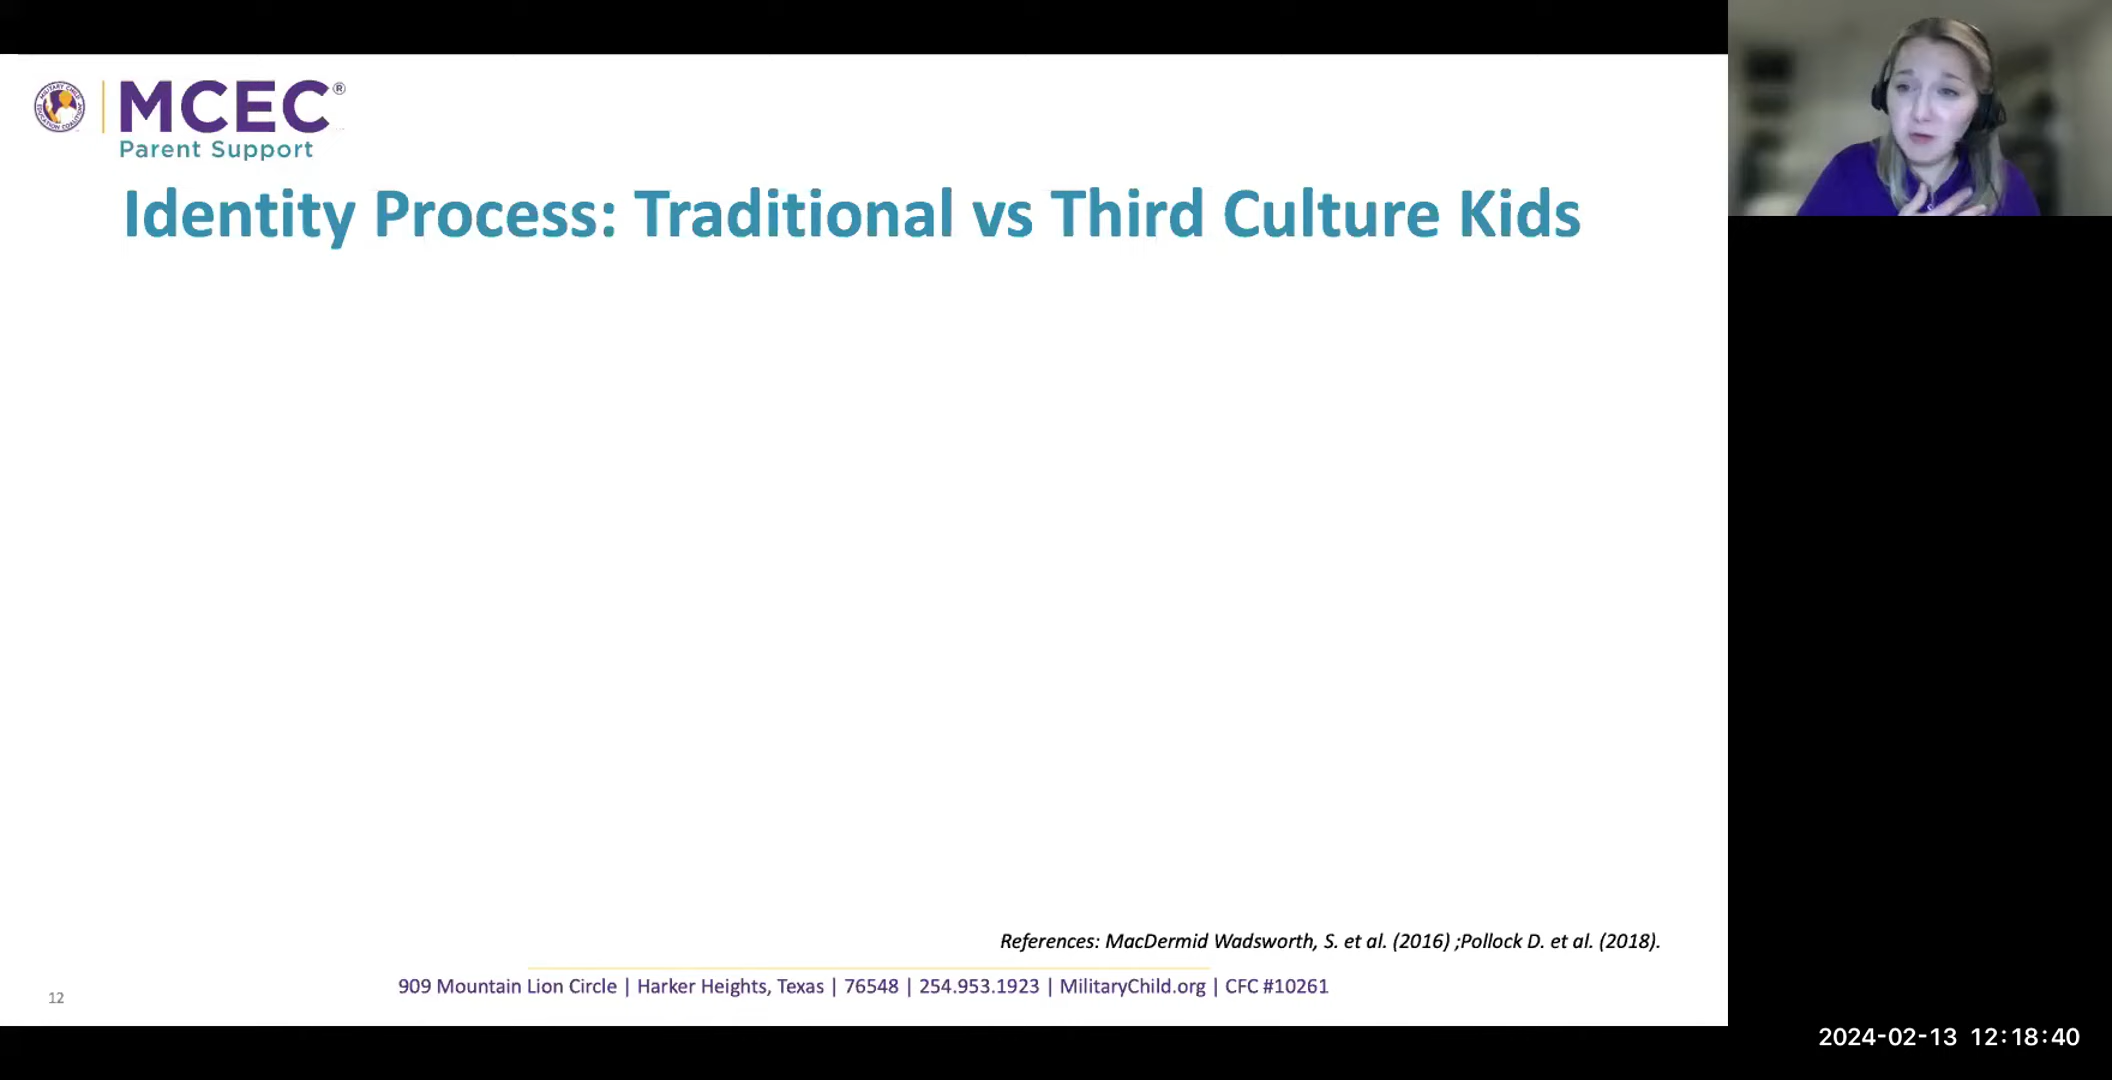 MCEC®
Parent Support
Identity Process: Traditional vs Third Culture Kids
References: MacDermid Wadsworth, S. et al. (2016) ;Pollock D. et al. (2018).
909 Mountain Lion Circle | Harker Heights, Texas | 76548 | 254.953.1923 | MilitaryChild.org | CFC #10261
12
2024-02-13 12:18:40